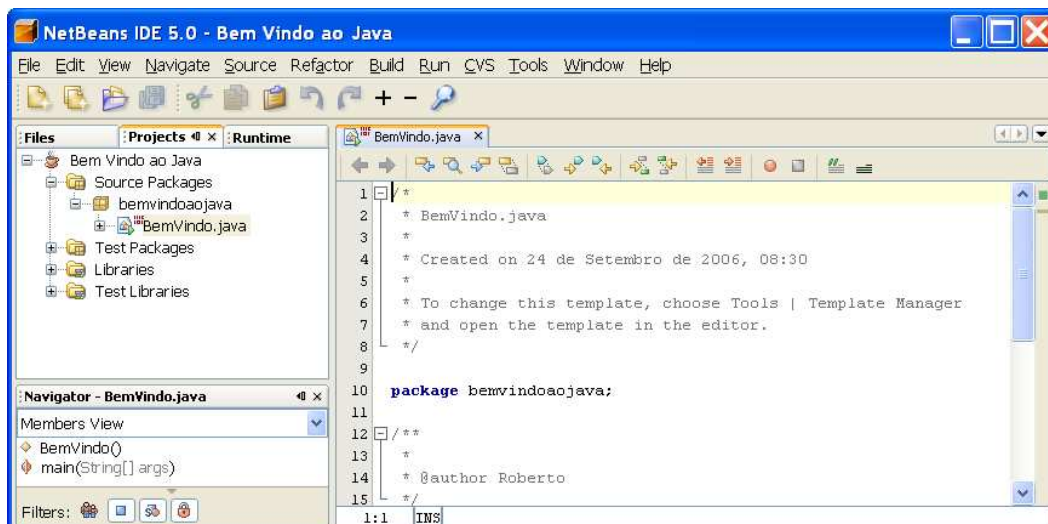 NetBeans IDE 5.0 - Bem Vindo ao Java
File Edit View Navigate Source Refactor Build Run CVS Tools Window Help
Files Projects Runtime
Bem Vindo ao Java
Source Packages
bemvindoaojava
BemVindo.java
Test Packages
Libraries
Test Libraries
Navigator - BemVindo.java
Members View
BemVindo()
main(String[] args)
Filters:
BemVindo.java
1 /*
2 * BemVindo.java
3 *
4 * Created on 24 de Setembro de 2006, 08:30
5 *
6 * To change this template, choose Tools | Template Manager
7 * and open the template in the editor.
8 */
9
10 package bemvindoaojava;
11
12 /**
13 *
14 * @author Roberto
15 */
1:1 INS